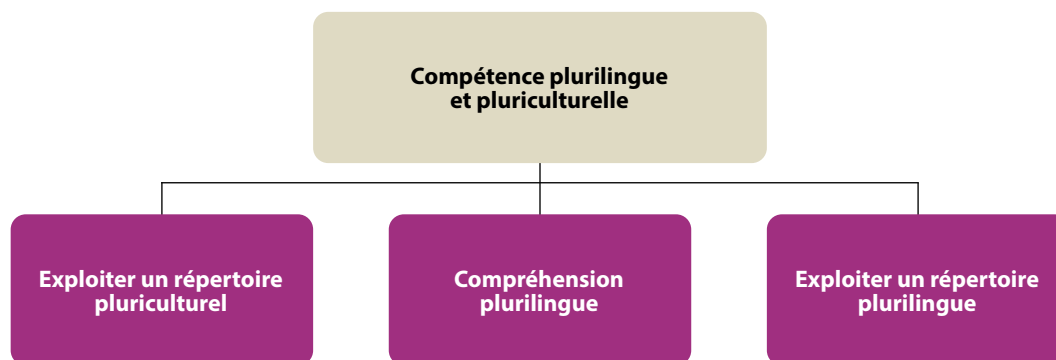 Compétence plurilingue
et pluriculturelle
Exploiter un répertoire
pluriculturel
Compréhension
plurilingue
Exploiter un répertoire
plurilingue